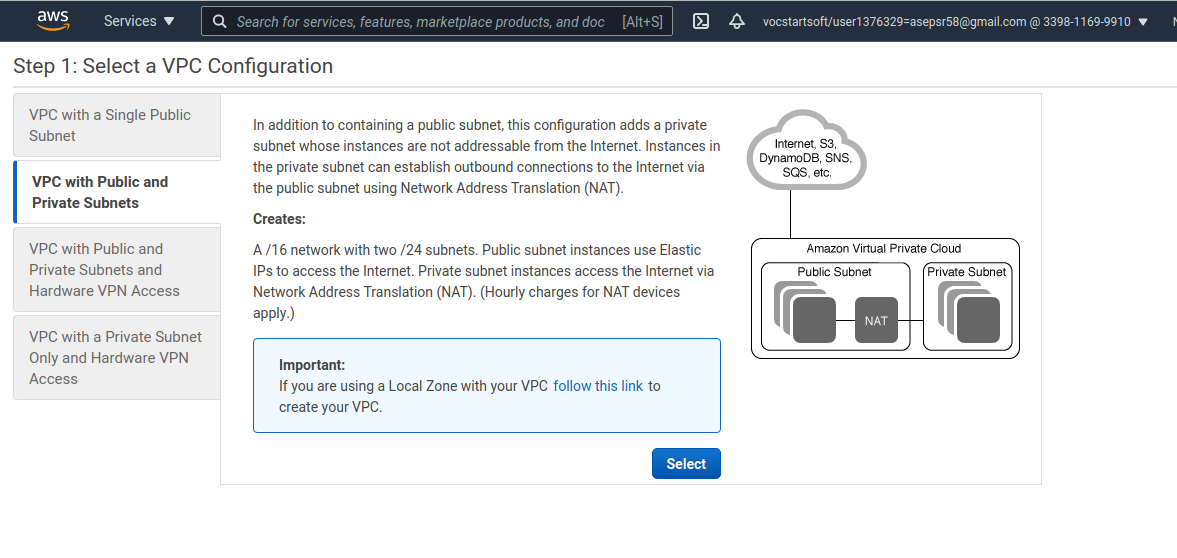 aws
Services ▼
Search for services, features, marketplace products, and doc [Alt+S]
vocstartsoft/user1376329=asepsr58@gmail.com @ 3398-1169-9910 ▼
Step 1: Select a VPC Configuration
VPC with a Single Public
Subnet
VPC with Public and
Private Subnets
VPC with Public and
Private Subnets and
Hardware VPN Access
VPC with a Private Subnet
Only and Hardware VPN
Access
In addition to containing a public subnet, this configuration adds a private
subnet whose instances are not addressable from the Internet. Instances in
the private subnet can establish outbound connections to the Internet via
the public subnet using Network Address Translation (NAT).
Creates:
A /16 network with two /24 subnets. Public subnet instances use Elastic
IPs to access the Internet. Private subnet instances access the Internet via
Network Address Translation (NAT). (Hourly charges for NAT devices
apply.)
Important:
If you are using a Local Zone with your VPC follow this link to
create your VPC.
Select
Internet, S3,
DynamoDB, SNS,
SQS, etc.
Amazon Virtual Private Cloud
Public Subnet
Private Subnet
NAT